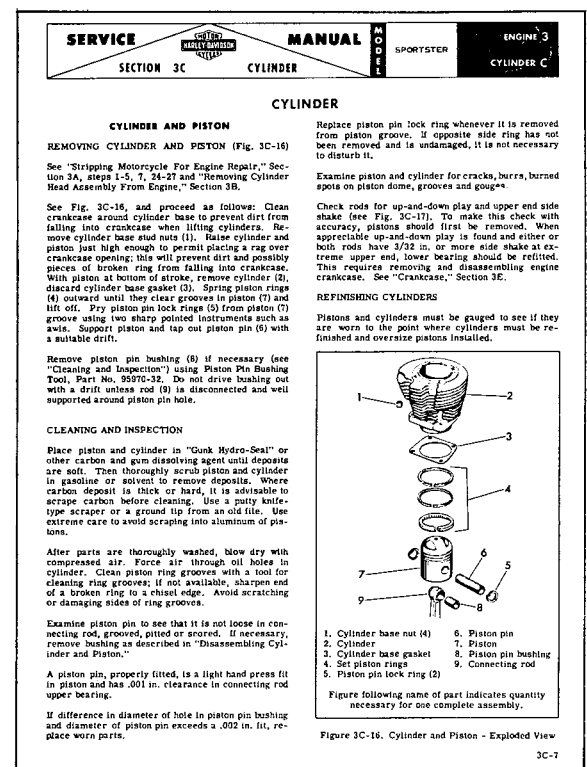 SERVICE
MOTOR
HARLEY-DAVIDSON
CYCLES
MANUAL
MODEL
SPORTSTER
ENGINE 3
CYLINDER C
SECTION 3C CYLINDER
CYLINDER
CYLINDER AND PISTON
REMOVING CYLINDER AND PISTON (Fig. 3C-16)
See "Stripping Motorcycle For Engine Repair," Sec-
tion 3A, steps 1-5, 7, 24-27 and "Removing Cylinder
Head Assembly From Engine," Section 3B.
See Fig. 3C-16, and proceed as follows: Clean
crankcase around cylinder base to prevent dirt from
falling into crankcase when lifting cylinders. Re-
move cylinder base stud nuts (1). Raise cylinder and
piston just high enough to permit placing a rag over
crankcase opening; this will prevent dirt and possibly
pieces of broken ring from falling into crankcase.
With piston at bottom of stroke, remove cylinder (2),
discard cylinder base gasket (3). Spring piston rings
(4) outward until they clear grooves in piston (7) and
lift off. Pry piston pin lock rings (5) from piston (7)
groove using two sharp pointed instruments such as
awls. Support piston and tap out piston pin (6) with
a suitable drift.
Remove piston pin bushing (8) if necessary (see
"Cleaning and Inspection") using Piston Pin Bushing
Tool, Part No. 95970-32. Do not drive bushing out
with a drift unless rod (9) is disconnected and well
supported around piston pin hole.
CLEANING AND INSPECTION
Place piston and cylinder in "Gunk Hydro-Seal" or
other carbon and gum dissolving agent until deposits
are soft. Then thoroughly scrub piston and cylinder
in gasoline or solvent to remove deposits. Where
carbon deposit is thick or hard, it is advisable to
scrape carbon before cleaning. Use a putty knife-
type scraper or a ground tip from an old file. Use
extreme care to avoid scraping into aluminum of pis-
tons.
After parts are thoroughly washed, blow dry with
compressed air. Force air through oil holes in
cylinder. Clean piston ring grooves with a tool for
cleaning ring grooves; if not available, sharpen end
of a broken ring to a chisel edge. Avoid scratching
or damaging sides of ring grooves.
Examine piston pin to see that it is not loose in con-
necting rod, grooved, pitted or scored. If necessary,
remove bushing as described in "Disassembling Cyl-
inder and Piston."
A piston pin, properly fitted, is a light hand press fit
in piston and has .001 in. clearance in connecting rod
upper bearing.
If difference in diameter of hole in piston pin bushing
and diameter of piston pin exceeds a .002 in. fit, re-
place worn parts.
Replace piston pin lock ring whenever it is removed
from piston groove. If opposite side ring has not
been removed and is undamaged, it is not necessary
to disturb it.
Examine piston and cylinder for cracks, burrs, burned
spots on piston dome, grooves and gouges.
Check rods for up-and-down play and upper end side
shake (see Fig. 3C-17). To make this check with
accuracy, pistons should first be removed. When
appreciable up-and-down play is found and either or
both rods have 3/32 in. or more side shake at ex-
treme upper end, lower bearing should be refitted.
This requires removing and disassembling engine
crankcase. See "Crankcase," Section 3E.
REFINISHING CYLINDERS
Pistons and cylinders must be gauged to see if they
are worn to the point where cylinders must be re-
finished and oversize pistons installed.
1
2
3
4
6
5
7
9
8
1. Cylinder base nut (4)
2. Cylinder
3. Cylinder base gasket
4. Set piston rings
5. Piston pin lock ring (2)
6. Piston pin
7. Piston
8. Piston pin bushing
9. Connecting rod
Figure following name of part indicates quantity
necessary for one complete assembly.
Figure 3C-16. Cylinder and Piston - Exploded View
3C-7